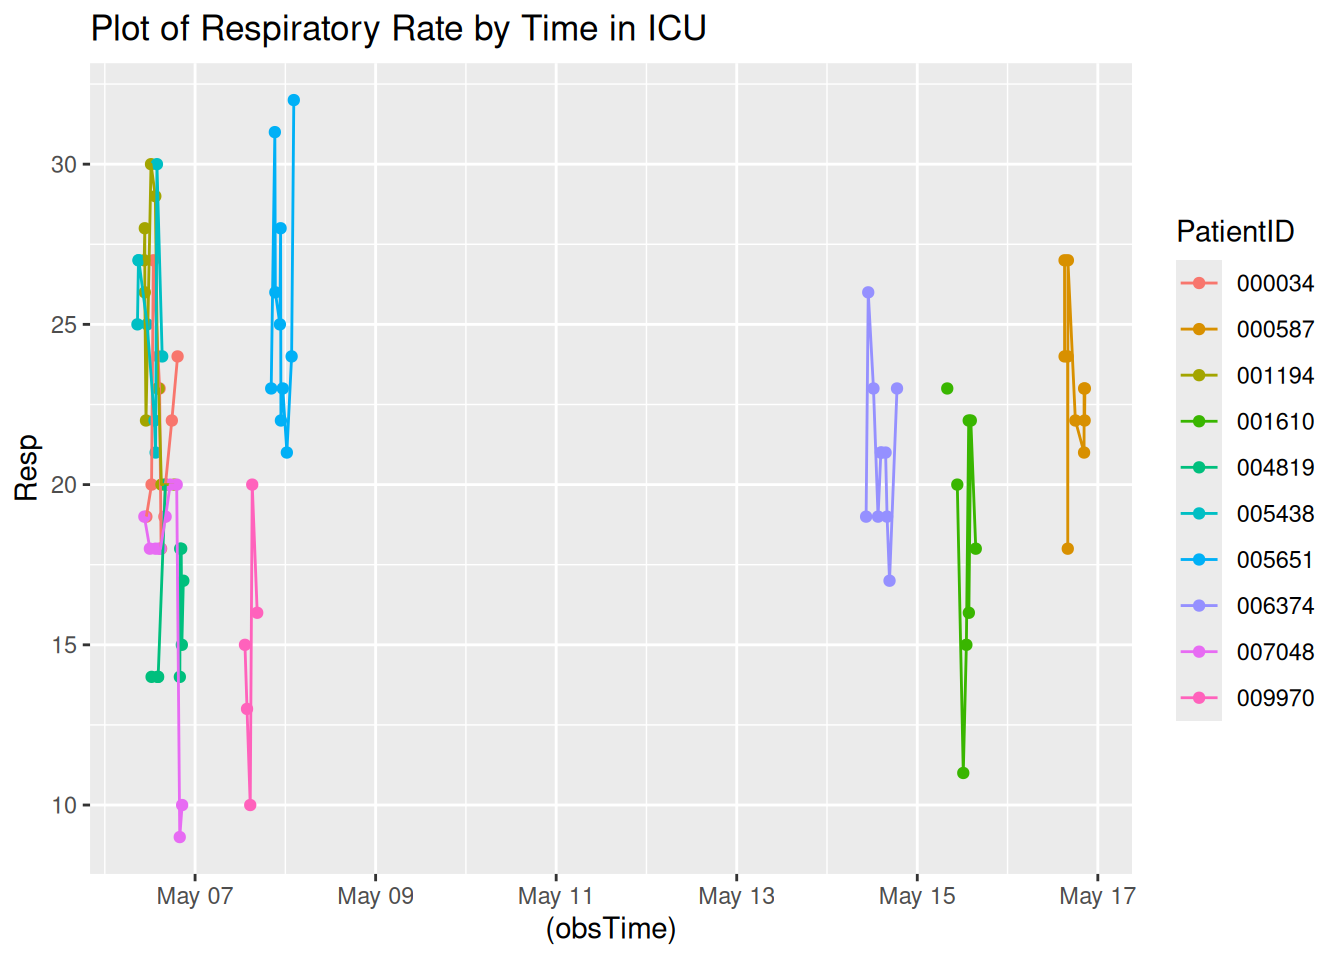 Plot of Respiratory Rate by Time in ICU
Resp
30
25
20
15
10
May 07
May 09
May 11
May 13
May 15
May 17
(obsTime)
PatientID
000034
000587
001194
001610
004819
005438
005651
006374
007048
009970